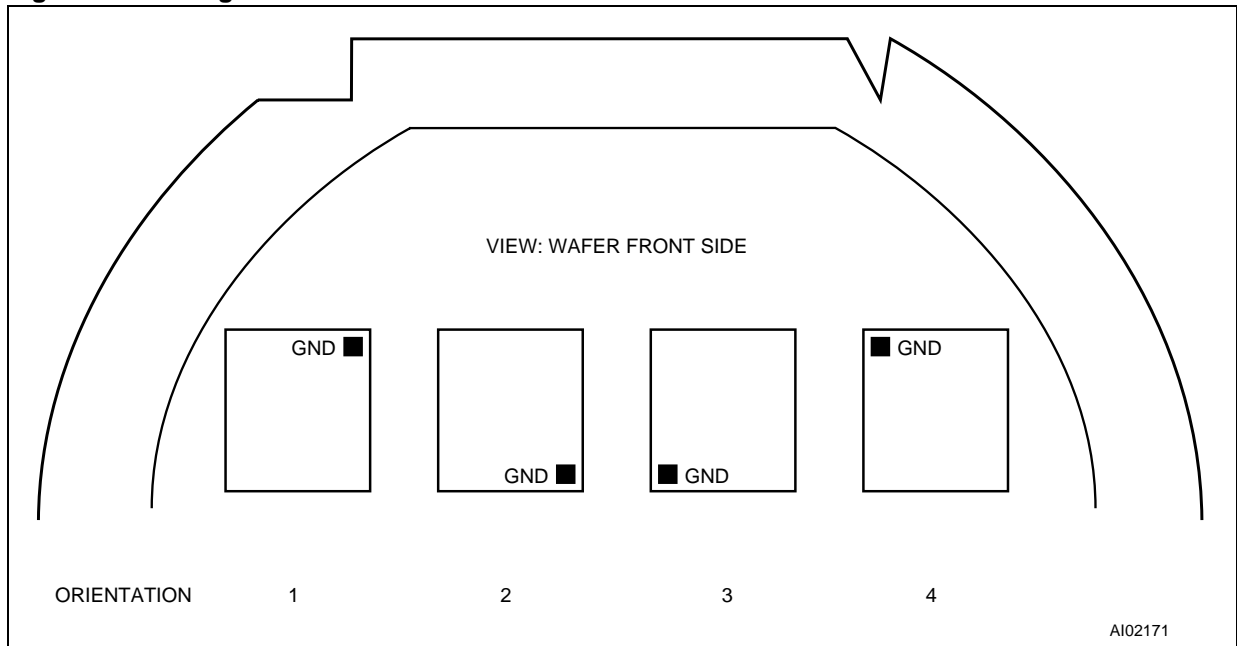 VIEW: WAFER FRONT SIDE
GND
GND
GND
GND
ORIENTATION 1 2 3 4
AI02171